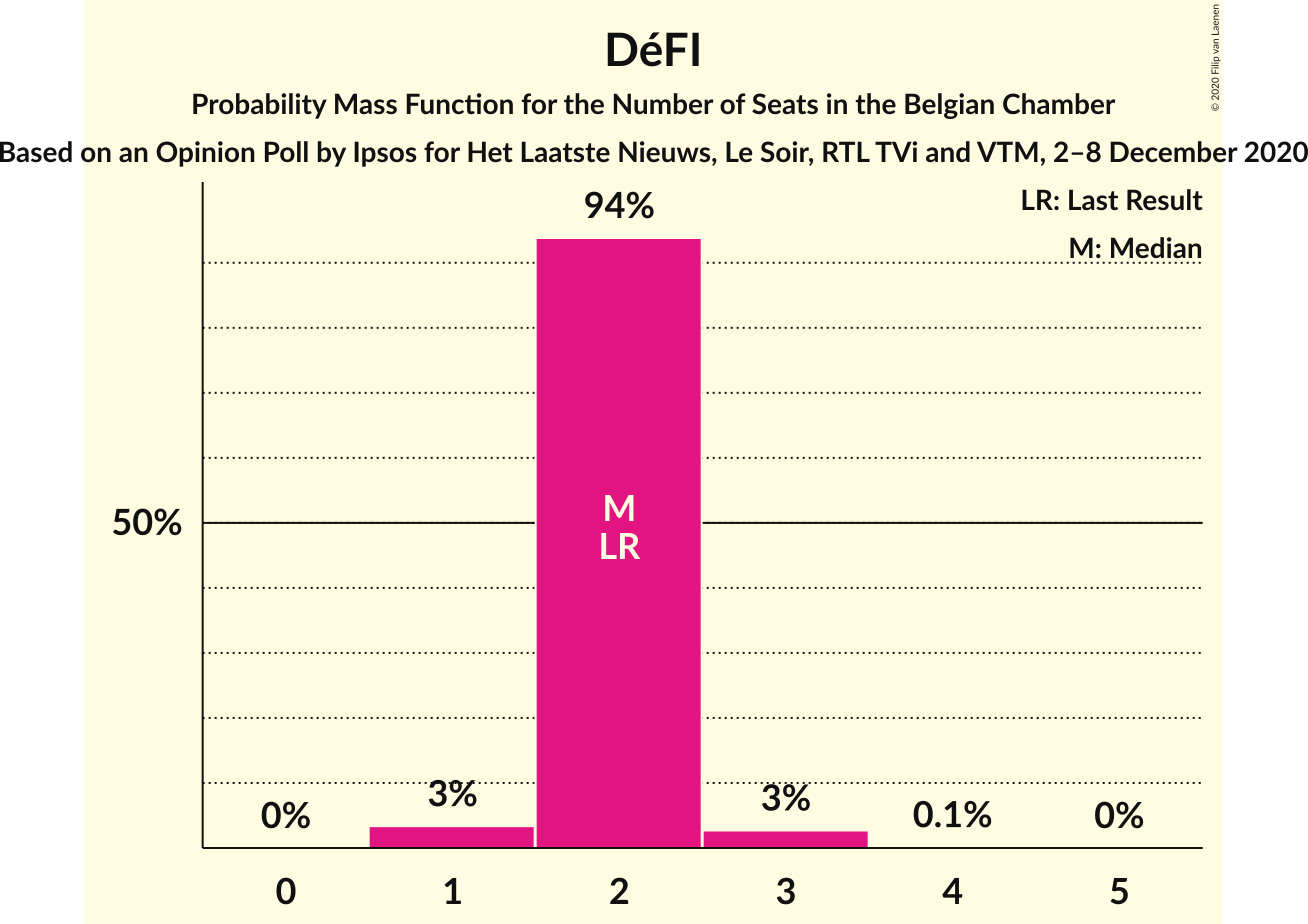 DéFI
Probability Mass Function for the Number of Seats in the Belgian Chamber
Based on an Opinion Poll by Ipsos for Het Laatste Nieuws, Le Soir, RTL TVi and VTM, 2–8 December 2020
© 2020 Filip van Laenen
LR: Last Result
M: Median
94%
50%
M
LR
0%
3%
3%
0.1%
0%
0
1
2
3
4
5